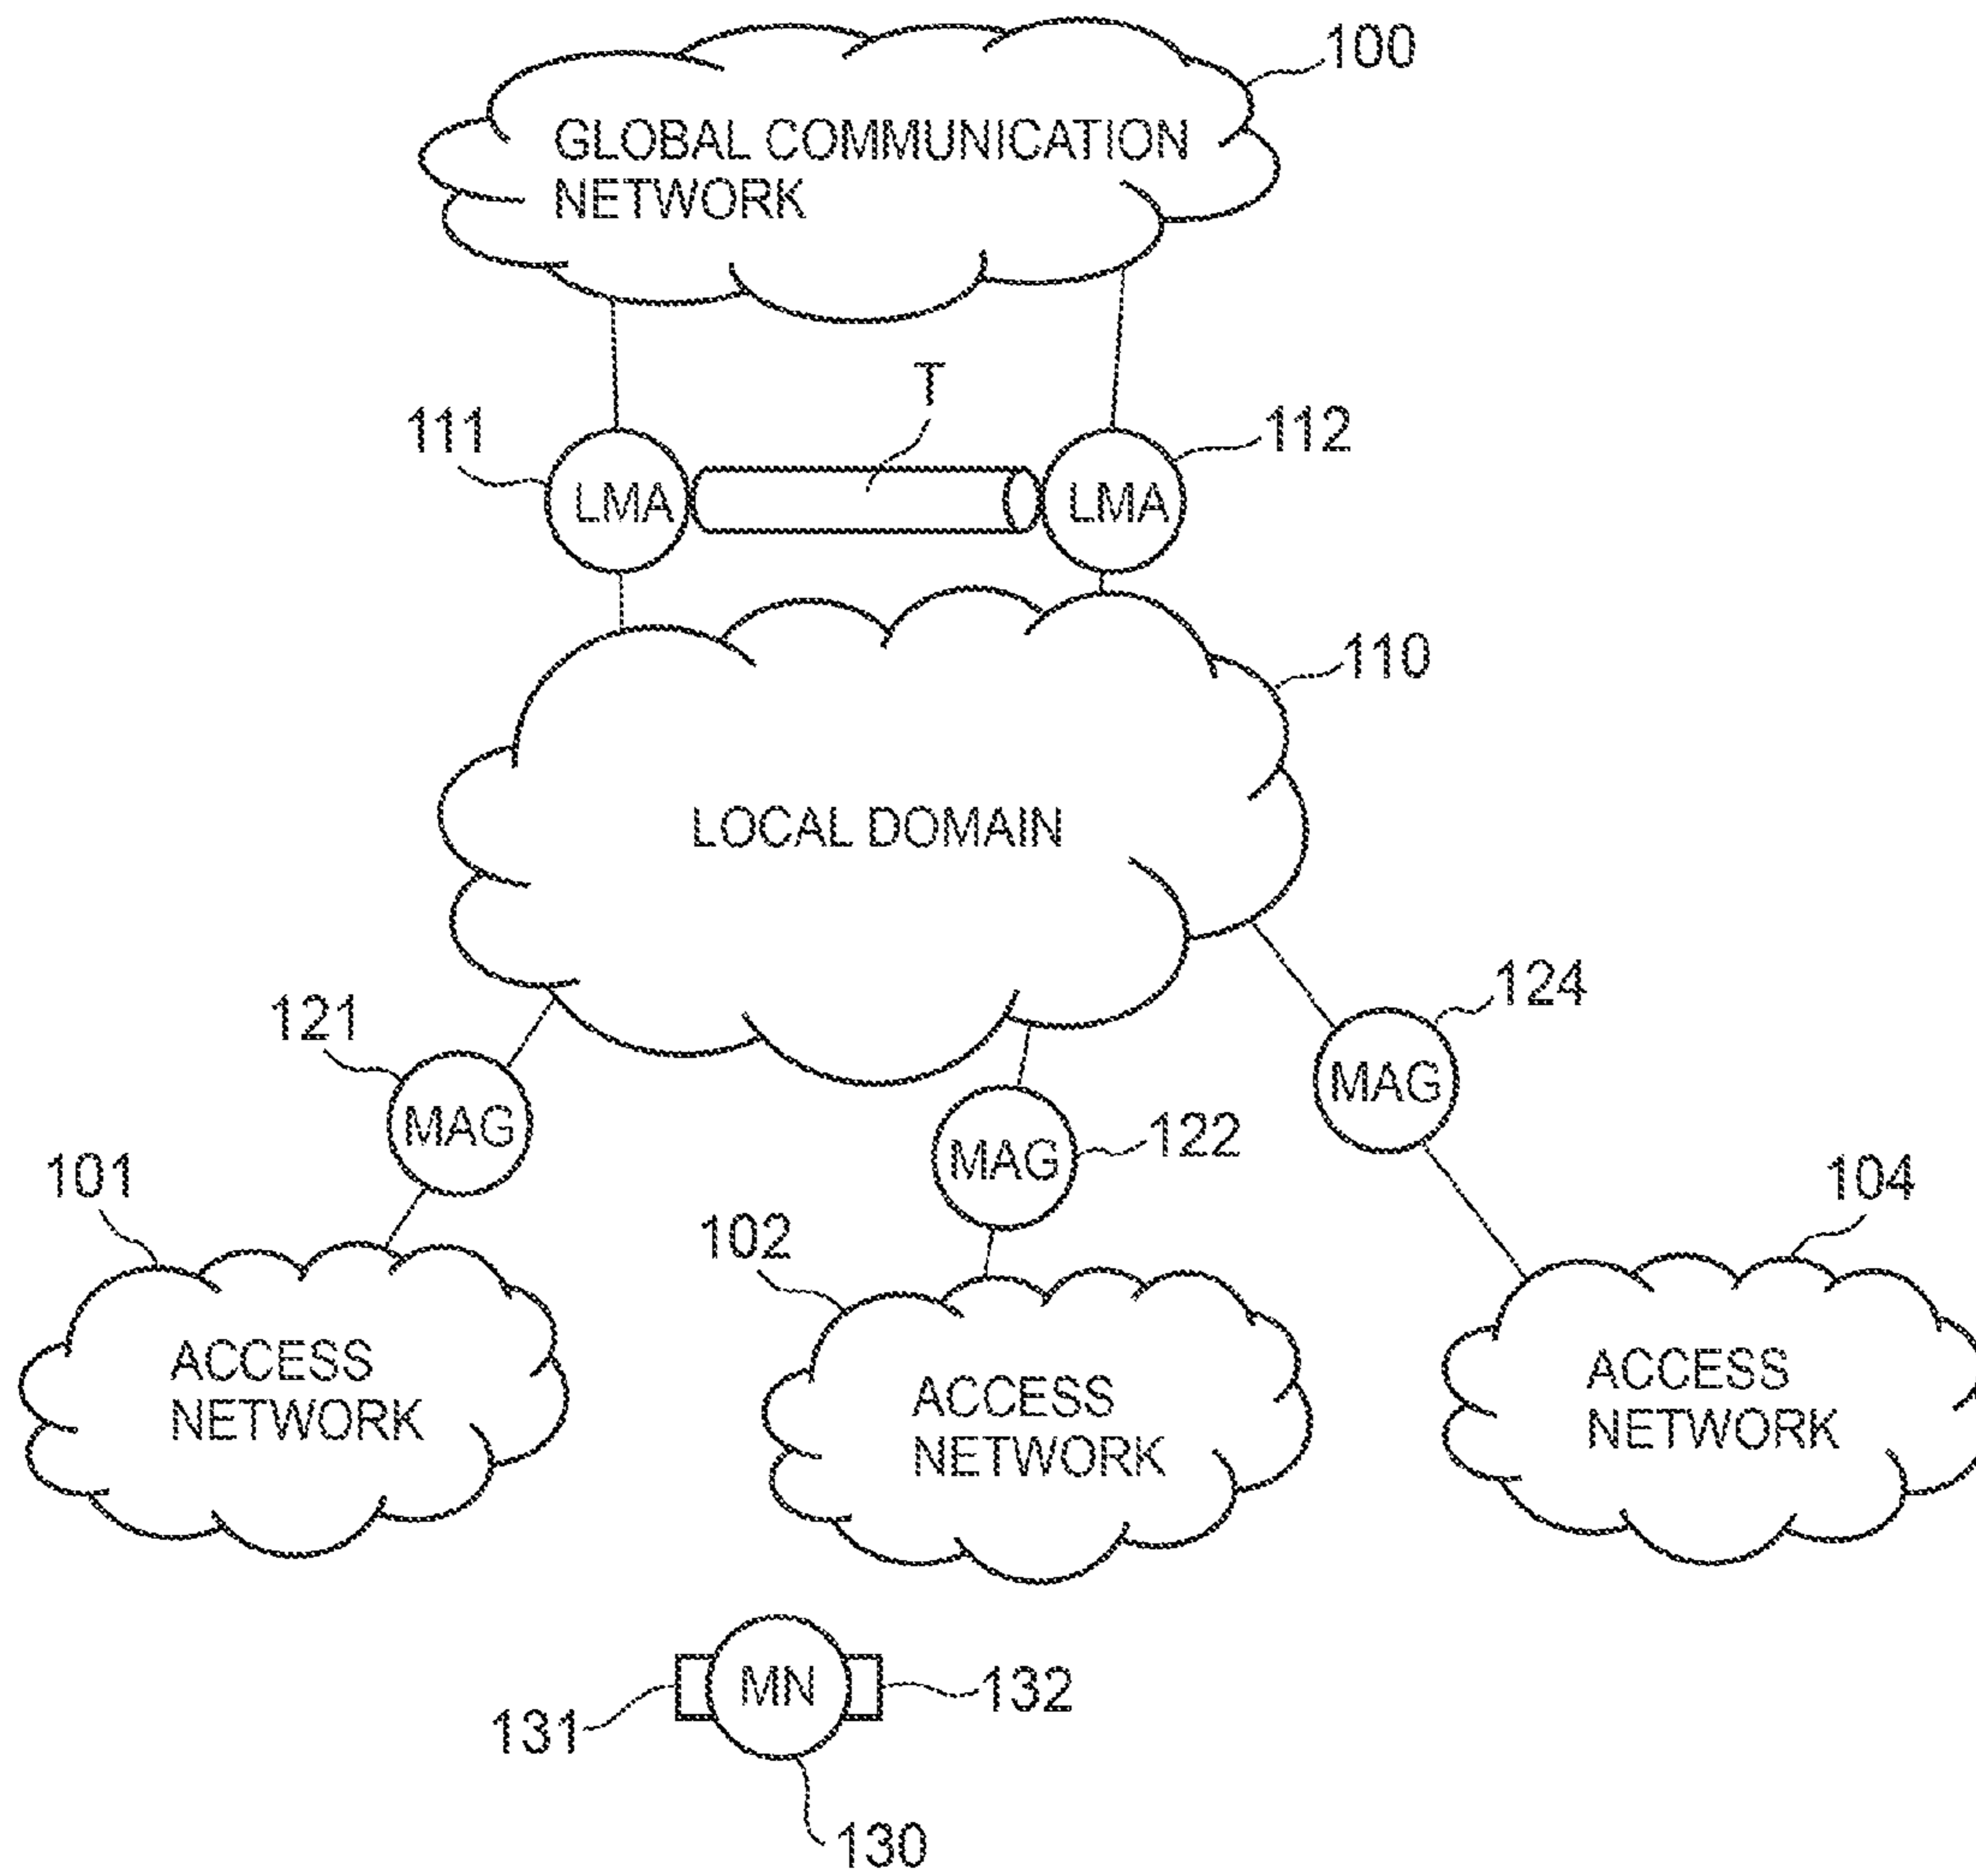 100
GLOBAL COMMUNICATION
NETWORK
T
111
112
LMA
LMA
110
LOCAL DOMAIN
124
121
MAG
MAG
122
MAG
101
104
102
ACCESS
NETWORK
ACCESS
NETWORK
ACCESS
NETWORK
MN
132
131
130